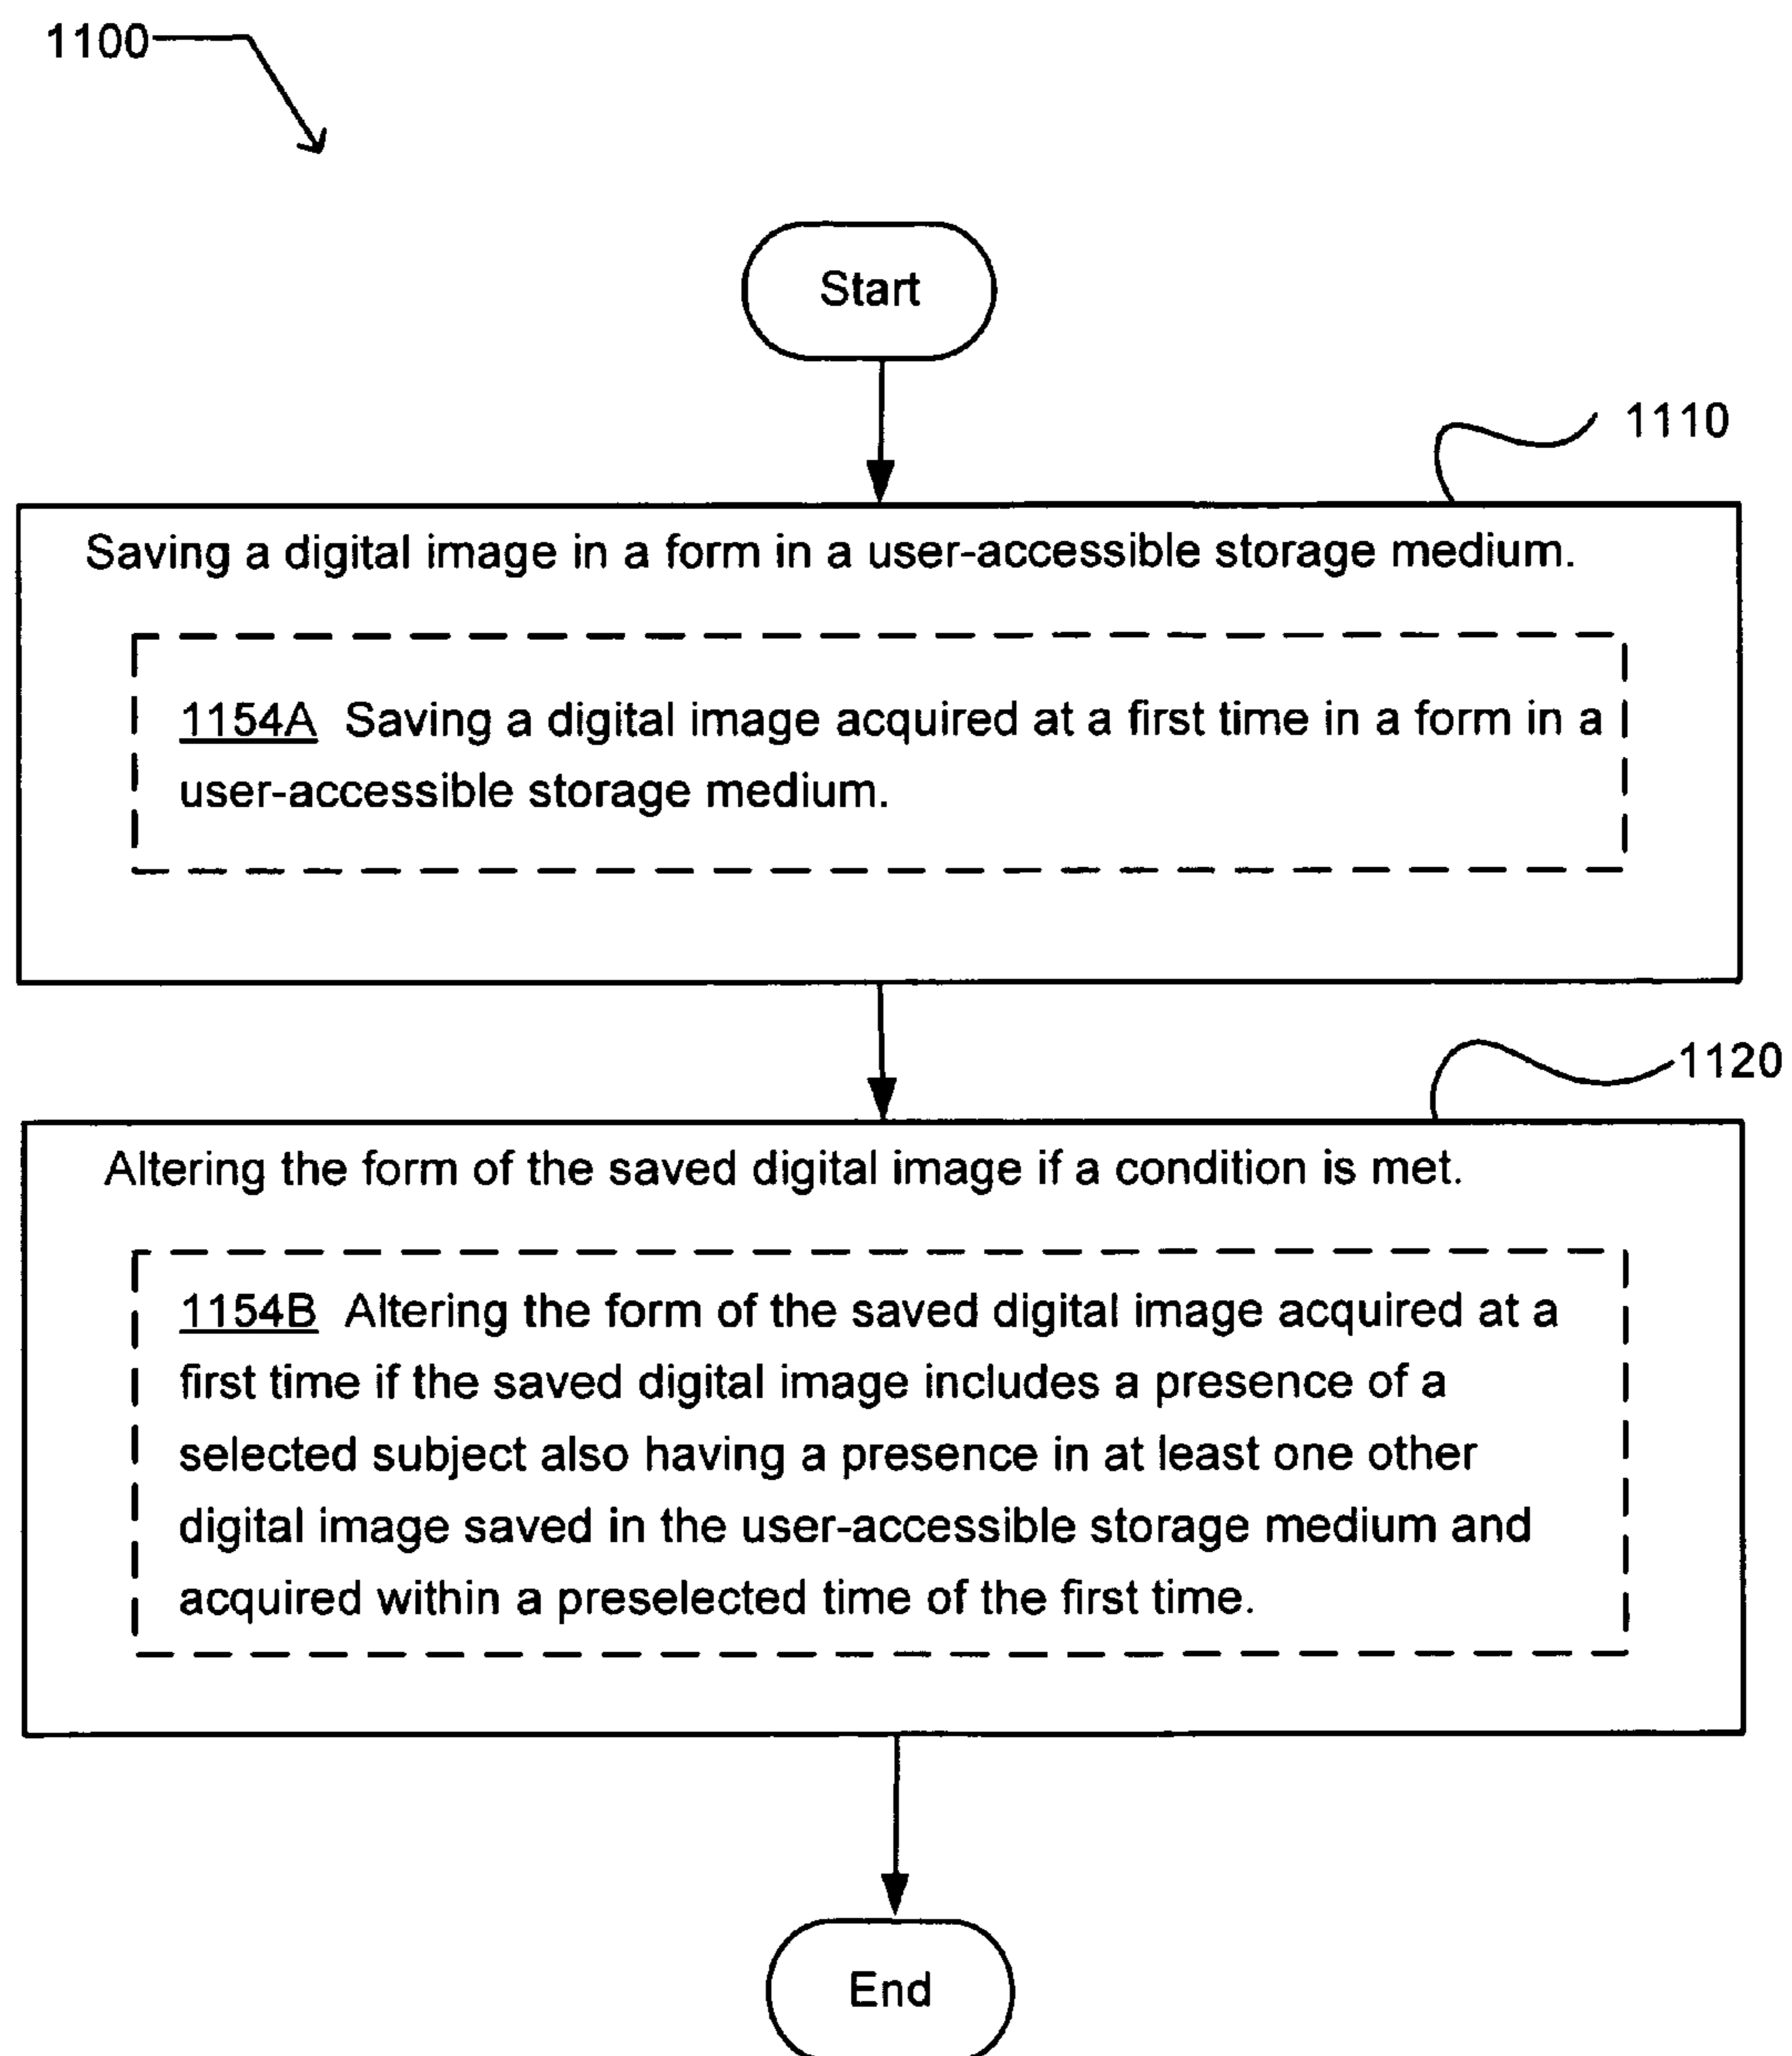 1100
Start
1110
Saving a digital image in a form in a user-accessible storage medium.
1154A Saving a digital image acquired at a first time in a form in a
user-accessible storage medium.
1120
Altering the form of the saved digital image if a condition is met.
1154B Altering the form of the saved digital image acquired at a
first time if the saved digital image includes a presence of a
selected subject also having a presence in at least one other
digital image saved in the user-accessible storage medium and
acquired within a preselected time of the first time.
End